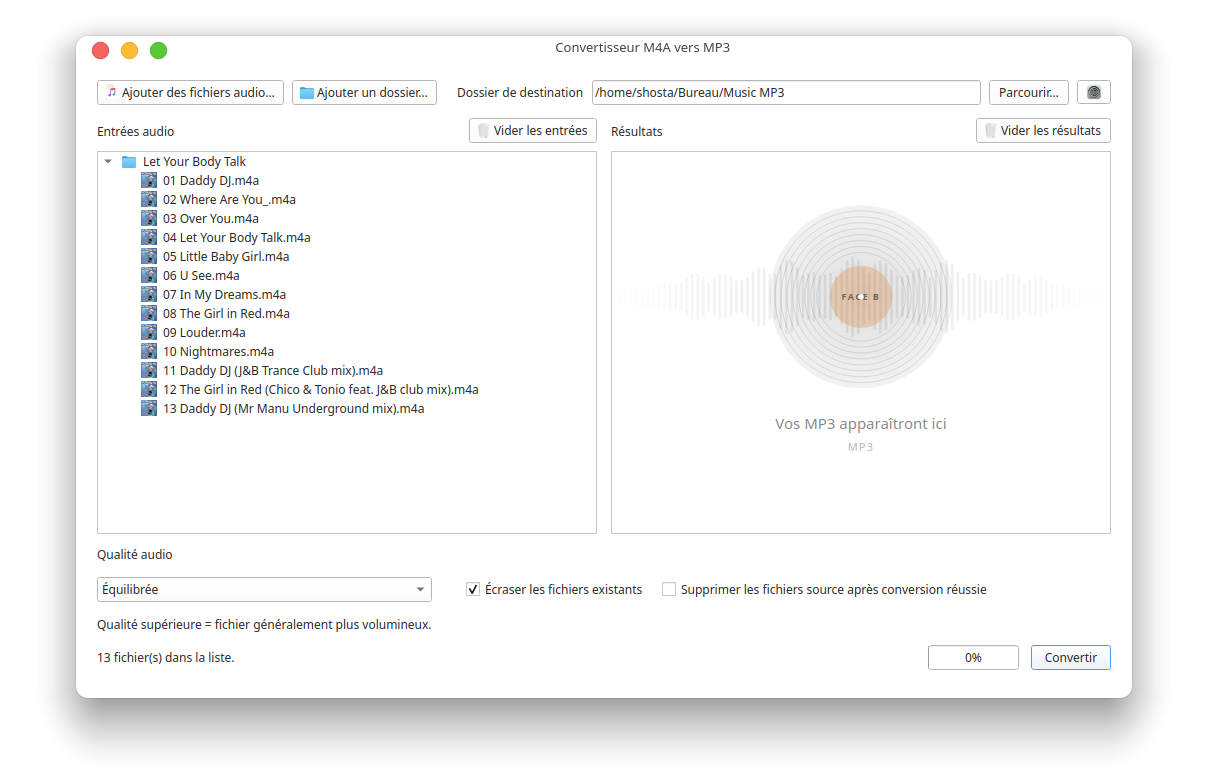 Convertisseur M4A vers MP3
Ajouter des fichiers audio... Ajouter un dossier... Dossier de destination /home/shosta/Bureau/Music MP3 Parcourir...
Entrées audio Vider les entrées
Let Your Body Talk
01 Daddy DJ.m4a
02 Where Are You_.m4a
03 Over You.m4a
04 Let Your Body Talk.m4a
05 Little Baby Girl.m4a
06 U See.m4a
07 In My Dreams.m4a
08 The Girl in Red.m4a
09 Louder.m4a
10 Nightmares.m4a
11 Daddy DJ (J&B Trance Club mix).m4a
12 The Girl in Red (Chico & Tonio feat. J&B club mix).m4a
13 Daddy DJ (Mr Manu Underground mix).m4a
Résultats Vider les résultats
FACE B
Vos MP3 apparaîtront ici
MP3
Qualité audio
Équilibrée Écraser les fichiers existants Supprimer les fichiers source après conversion réussie
Qualité supérieure = fichier généralement plus volumineux.
13 fichier(s) dans la liste. 0% Convertir